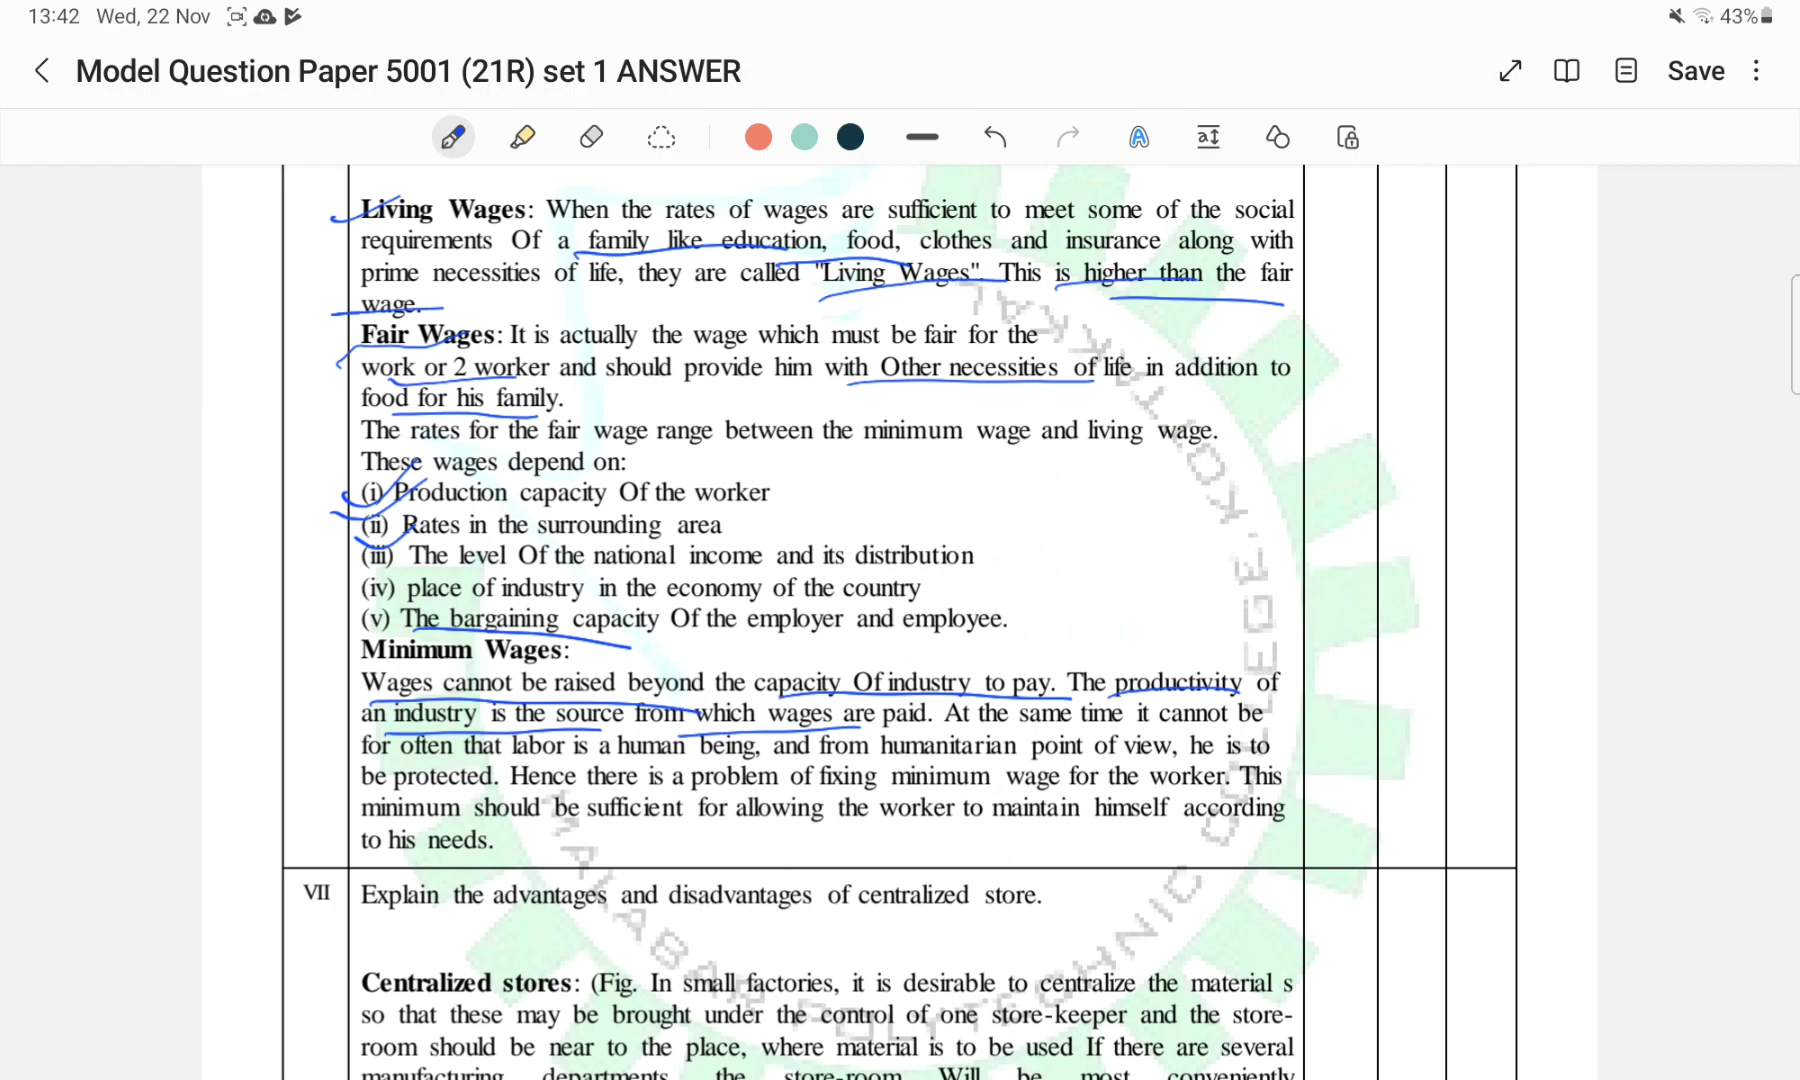 13:42 Wed, 22 Nov 43%
Model Question Paper 5001 (21R) set 1 ANSWER Save
Living Wages: When the rates of wages are sufficient to meet some of the social
requirements Of a family like education, food, clothes and insurance along with
prime necessities of life, they are called "Living Wages". This is higher than the fair
wage.
Fair Wages: It is actually the wage which must be fair for the
work or 2 worker and should provide him with Other necessities of life in addition to
food for his family.
The rates for the fair wage range between the minimum wage and living wage.
These wages depend on:
(i) Production capacity Of the worker
(ii) Rates in the surrounding area
(iii) The level Of the national income and its distribution
(iv) place of industry in the economy of the country
(v) The bargaining capacity Of the employer and employee.
Minimum Wages:
Wages cannot be raised beyond the capacity Of industry to pay. The productivity of
an industry is the source from which wages are paid. At the same time it cannot be
for often that labor is a human being, and from humanitarian point of view, he is to
be protected. Hence there is a problem of fixing minimum wage for the worker. This
minimum should be sufficient for allowing the worker to maintain himself according
to his needs.
VII Explain the advantages and disadvantages of centralized store.
Centralized stores: (Fig. In small factories, it is desirable to centralize the material s
so that these may be brought under the control of one store-keeper and the store-
room should be near to the place, where material is to be used If there are several
manufacturing departments the store-room Will be most conveniently
MALABAR POLYTECHNIC COLLEGE, KOTTAKKAL